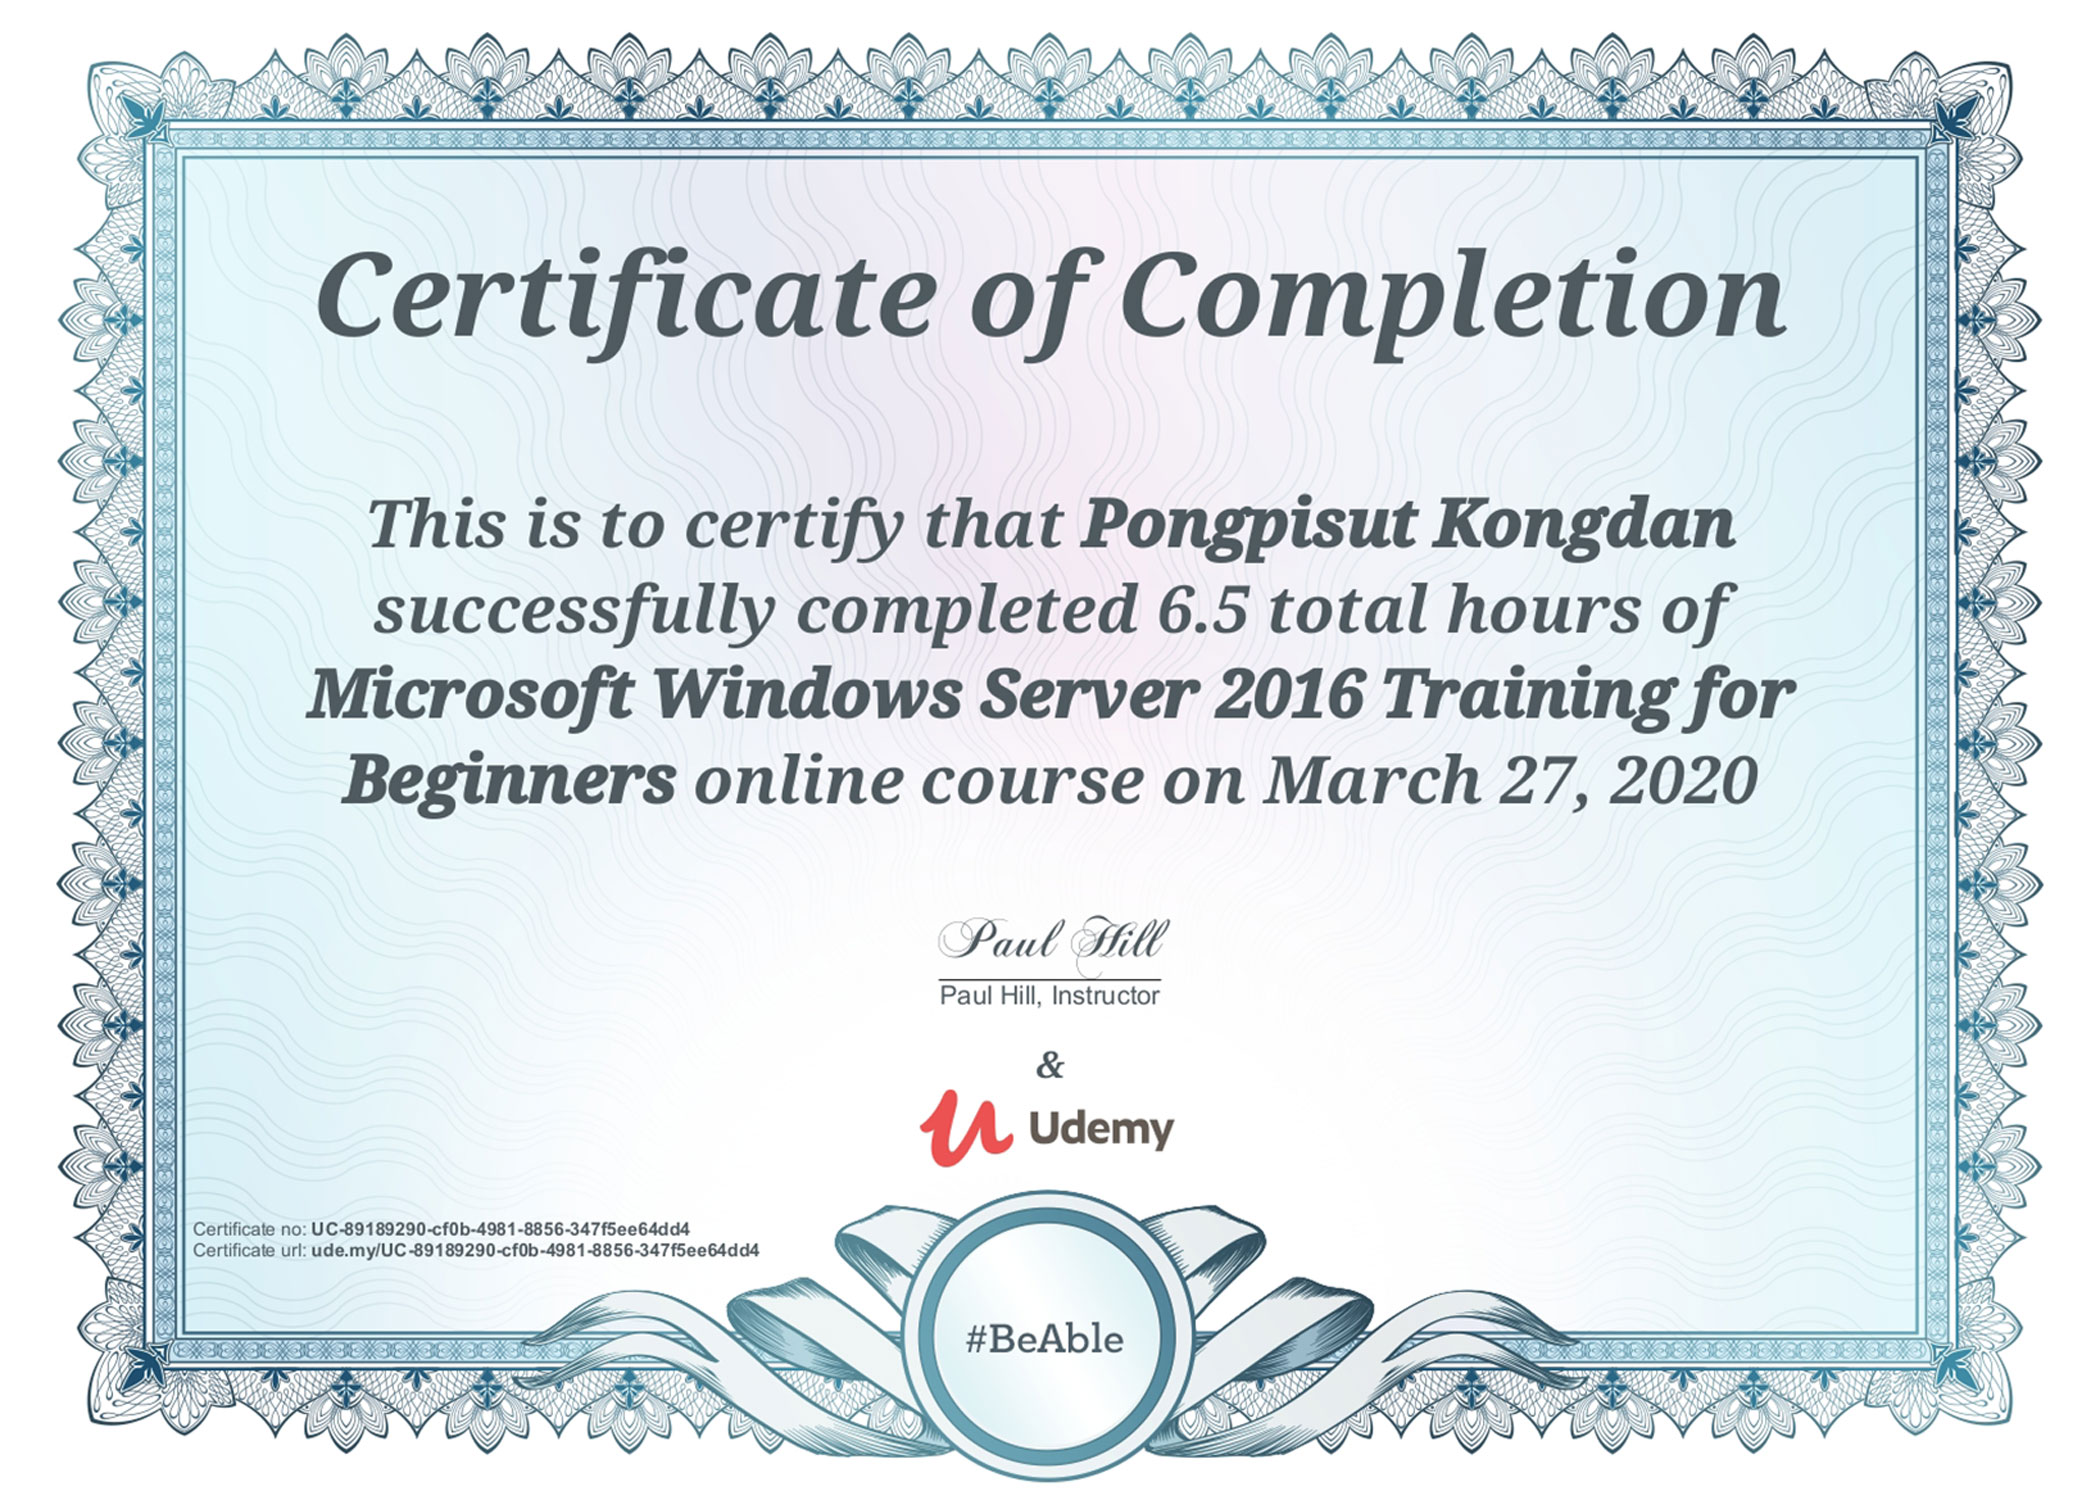 Certificate of Completion
This is to certify that Pongpisut Kongdan
successfully completed 6.5 total hours of
Microsoft Windows Server 2016 Training for
Beginners online course on March 27, 2020
Paul Hill
Paul Hill, Instructor
&
Udemy
Certificate no: UC-89189290-cf0b-4981-8856-347f5ee64dd4
Certificate url: ude.my/UC-89189290-cf0b-4981-8856-347f5ee64dd4
#BeAble